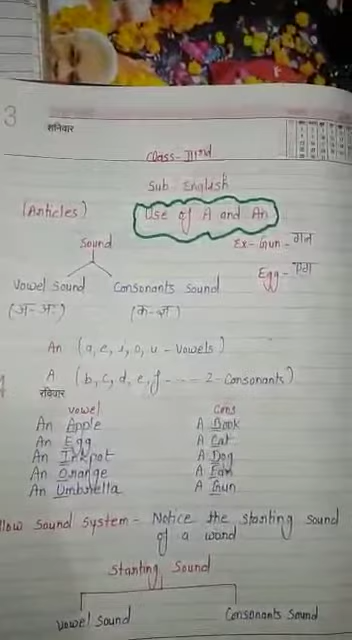 3
शनिवार
Class-IIIrd
Sub English
(Articles) Use of A and An
Sound Ex- Gun- गन
Egg- एग
Vowel Sound Consonants Sound
(अ-अः) (क-ज्ञ)
An (a, e, i, o, u - vowels)
A (b, c, d, e, f ---- z- Consonants)
रविवार
vowel Cons
An Apple A Book
An Egg A Cat
An Inkpot A Dog
An Orange A Fan
An Umbrella A Gun
Sound System- Notice the starting sound
of a word
Starting Sound
Vowel Sound Consonants Sound